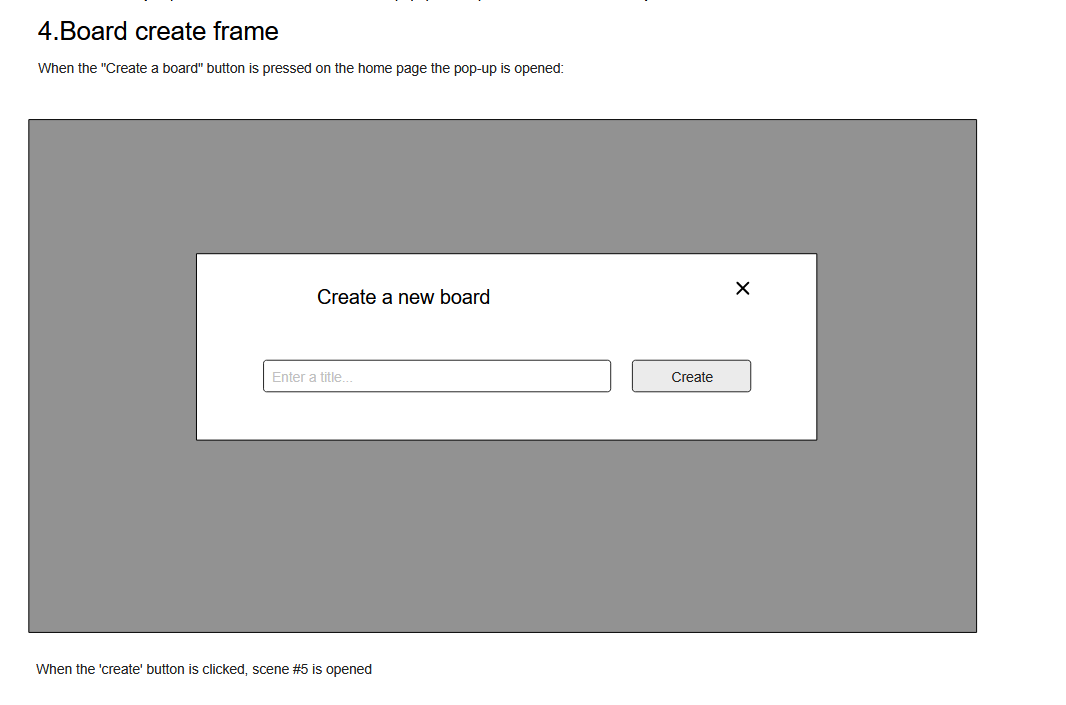 4.Board create frame
When the "Create a board" button is pressed on the home page the pop-up is opened:
Create a new board
Enter a title...
Create
When the 'create' button is clicked, scene #5 is opened